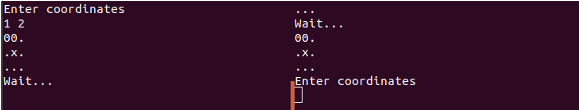 Enter coordinates
1 2
00.
.x.
...
Wait...
...
Wait...
00.
.x.
...
Enter coordinates